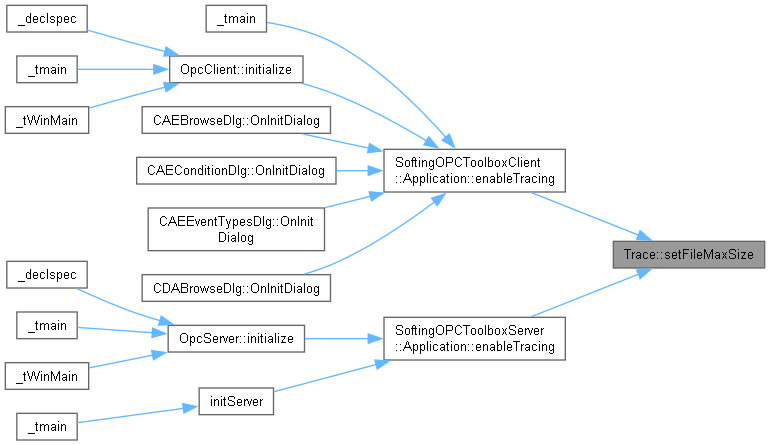 _declspec
_tmain
_tmain
OpcClient::initialize
_tWinMain
CAEBrowseDlg::OnInitDialog
CAEConditionDlg::OnInitDialog
SoftingOPCToolboxClient
::Application::enableTracing
CAEEventTypesDlg::OnInit
Dialog
Trace::setFileMaxSize
CDABrowseDlg::OnInitDialog
_declspec
_tmain
OpcServer::initialize
SoftingOPCToolboxServer
::Application::enableTracing
_tWinMain
initServer
_tmain